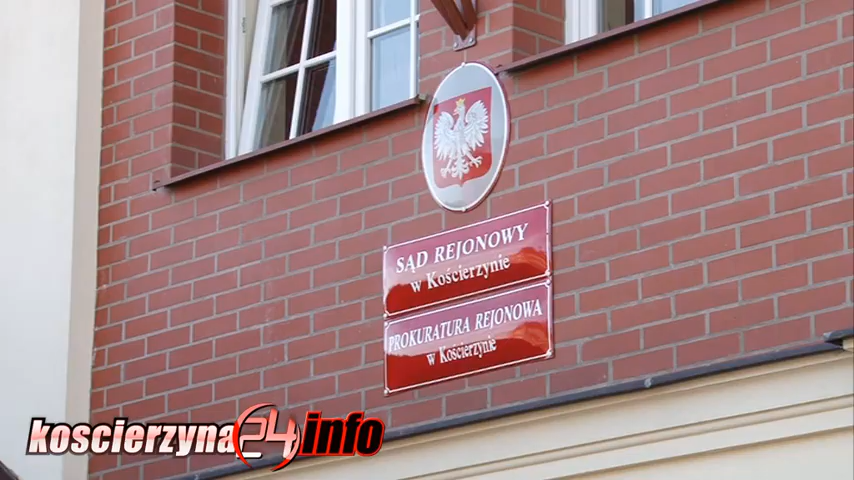 SĄD REJONOWY
w Kościerzynie
PROKURATURA REJONOWA
w Kościerzynie
koscierzyna24info